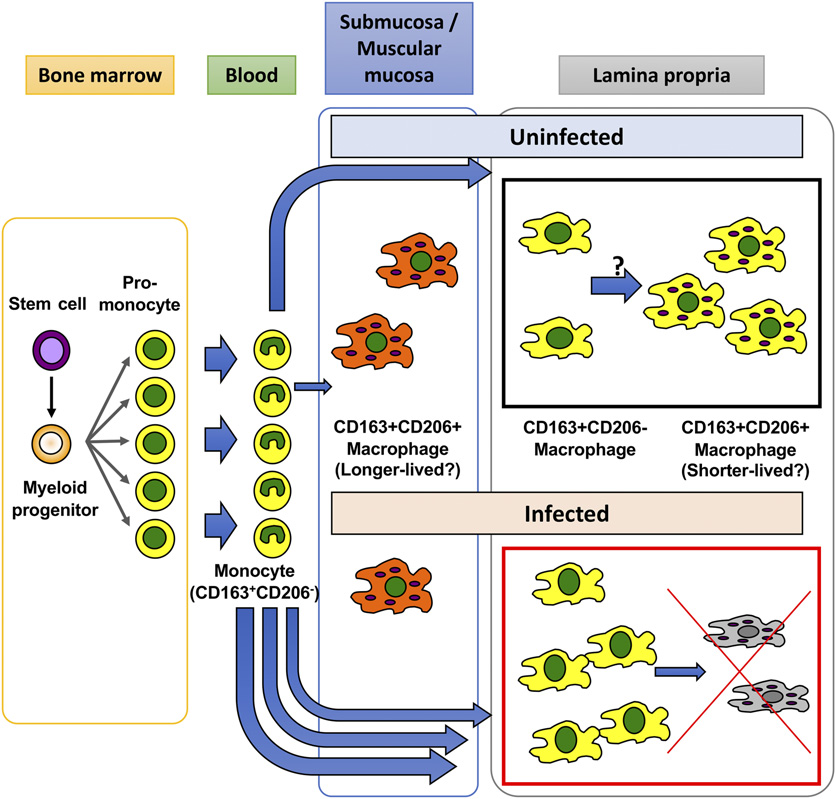 Bone marrow
Blood
Submucosa /
Muscular
mucosa
Lamina propria
Uninfected
Stem cell
Pro-
monocyte
Myeloid
progenitor
Monocyte
(CD163⁺CD206⁻)
?
CD163+CD206+
Macrophage
(Longer-lived?)
CD163+CD206-
Macrophage
CD163+CD206+
Macrophage
(Shorter-lived?)
Infected